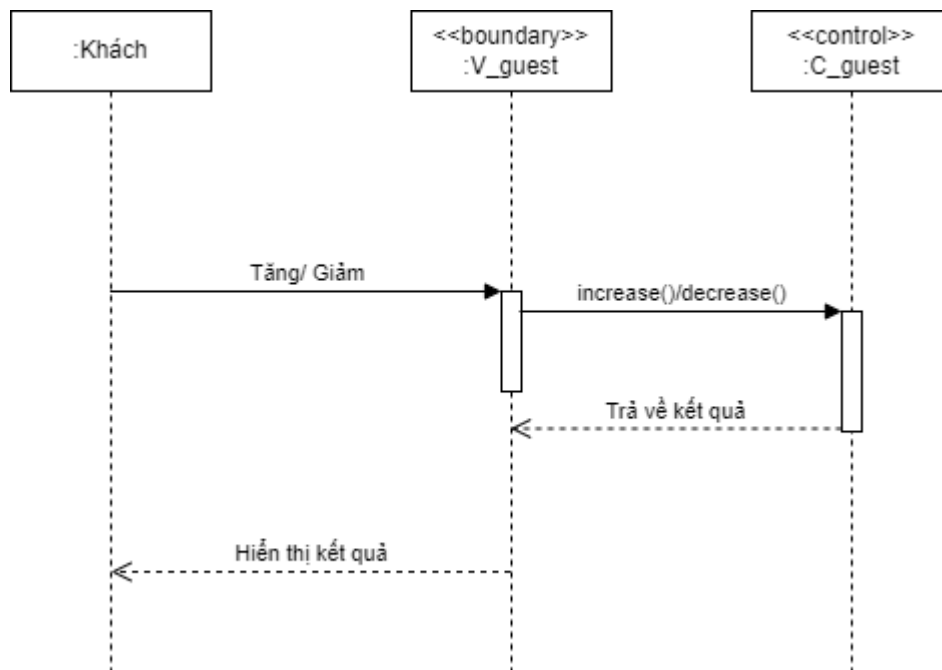 :Khách
<<boundary>>
:V_guest
<<control>>
:C_guest
Tăng/ Giảm
increase()/decrease()
Trả về kết quả
Hiển thị kết quả